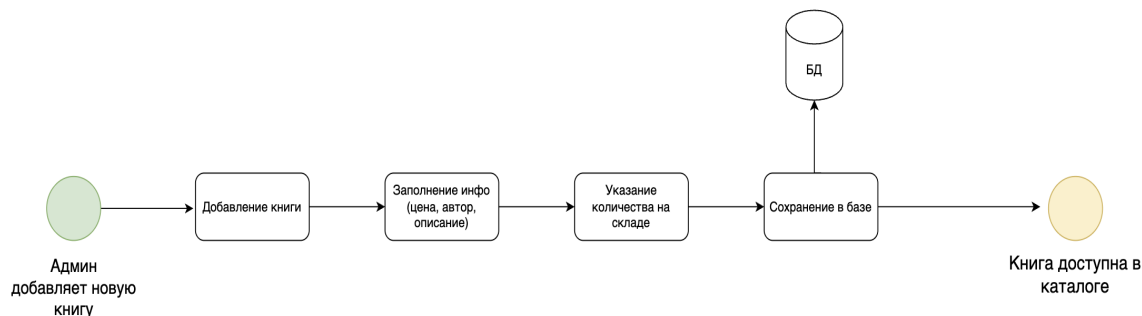 БД
Добавление книги
Заполнение инфо
(цена, автор,
описание)
Указание
количества на
складе
Сохранение в базе
Админ
добавляет новую
книгу
Книга доступна в
каталоге